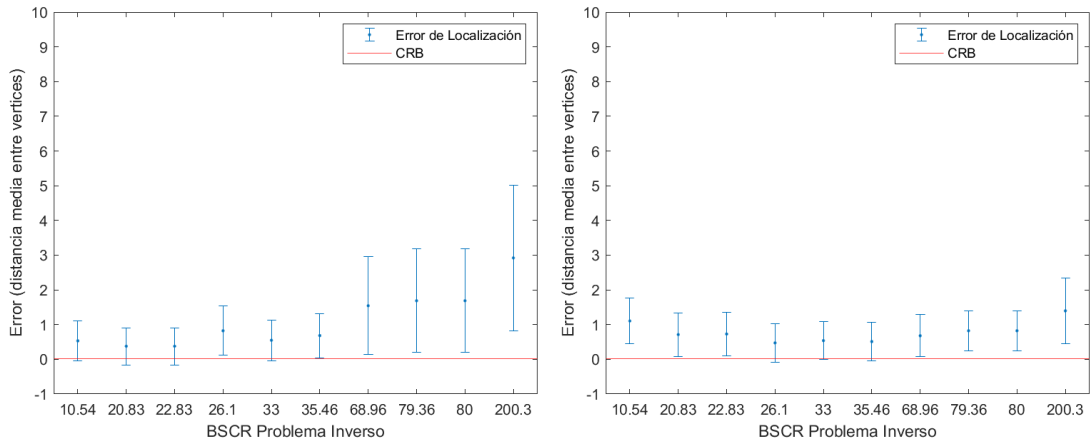 10
9
8
7
6
5
4
3
2
1
0
-1
Error (distancia media entre vertices)
Error de Localización
CRB
10.54 20.83 22.83 26.1 33 35.46 68.96 79.36 80 200.3
BSCR Problema Inverso
10
9
8
7
6
5
4
3
2
1
0
-1
Error (distancia media entre vertices)
Error de Localización
CRB
10.54 20.83 22.83 26.1 33 35.46 68.96 79.36 80 200.3
BSCR Problema Inverso